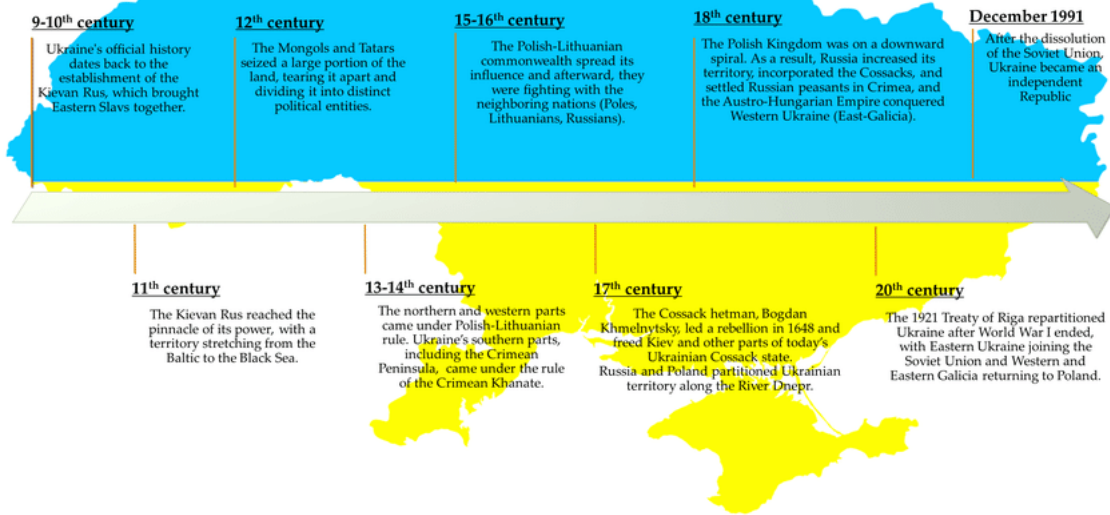 9-10th century
Ukraine's official history
dates back to the
establishment of the
Kievan Rus, which brought
Eastern Slavs together.
12th century
The Mongols and Tatars
seized a large portion of the
land, tearing it apart and
dividing it into distinct
political entities.
15-16th century
The Polish-Lithuanian
commonwealth spread its
influence and afterward, they
were fighting with the
neighboring nations (Poles,
Lithuanians, Russians).
18th century
The Polish Kingdom was on a downward
spiral. As a result, Russia increased its
territory, incorporated the Cossacks, and
settled Russian peasants in Crimea, and
the Austro-Hungarian Empire conquered
Western Ukraine (East-Galicia).
December 1991
After the dissolution
of the Soviet Union,
Ukraine became an
independent
Republic
11th century
The Kievan Rus reached the
pinnacle of its power, with a
territory stretching from the
Baltic to the Black Sea.
13-14th century
The northern and western parts
came under Polish-Lithuanian
rule. Ukraine's southern parts,
including the Crimean
Peninsula, came under the rule
of the Crimean Khanate.
17th century
The Cossack hetman, Bogdan
Khmelnytsky, led a rebellion in 1648 and
freed Kiev and other parts of today's
Ukrainian Cossack state.
Russia and Poland partitioned Ukrainian
territory along the River Dnepr.
20th century
The 1921 Treaty of Riga repartitioned
Ukraine after World War I ended,
with Eastern Ukraine joining the
Soviet Union and Western and
Eastern Galicia returning to Poland.